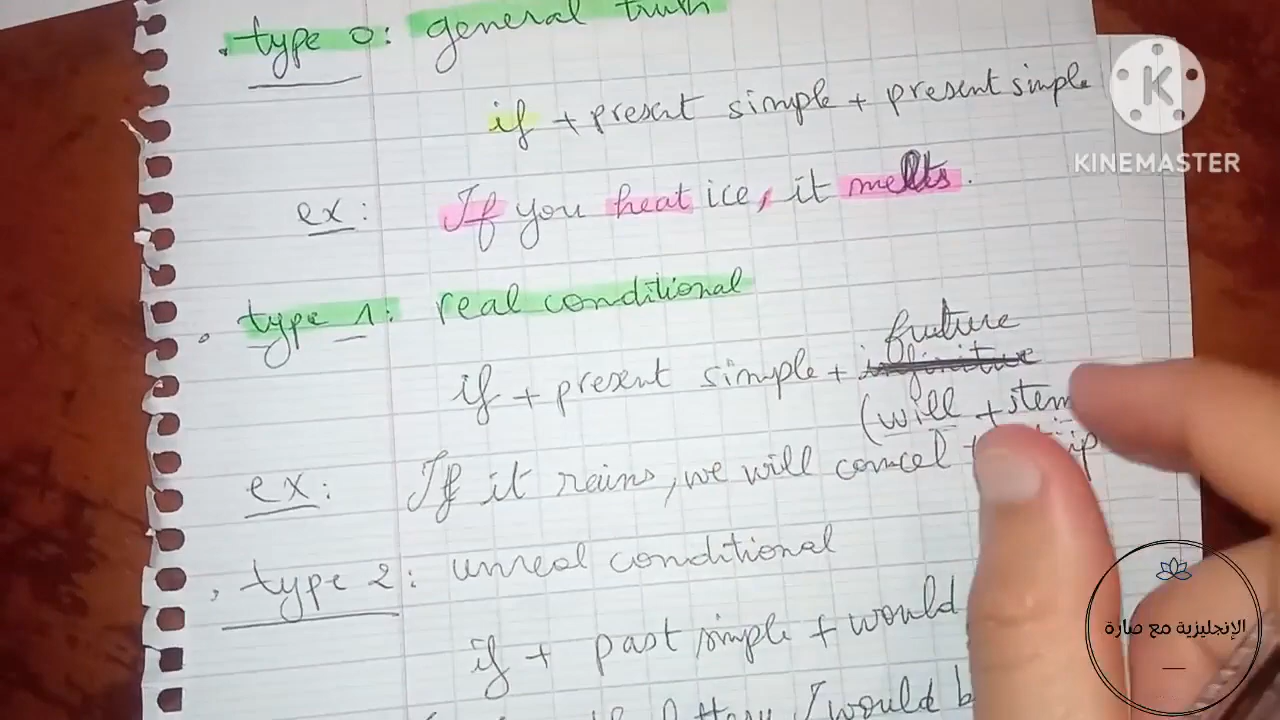 . type 0: general truth
if + present simple + present simple
ex: If you heat ice, it melts.
. type 1: real conditional
future
if + present simple +
(will + stem
ex: If it rains, we will cancel
. type 2: unreal conditional
if + past simple + would
I would b
KINEMASTER
الإنجليزية مع صارة